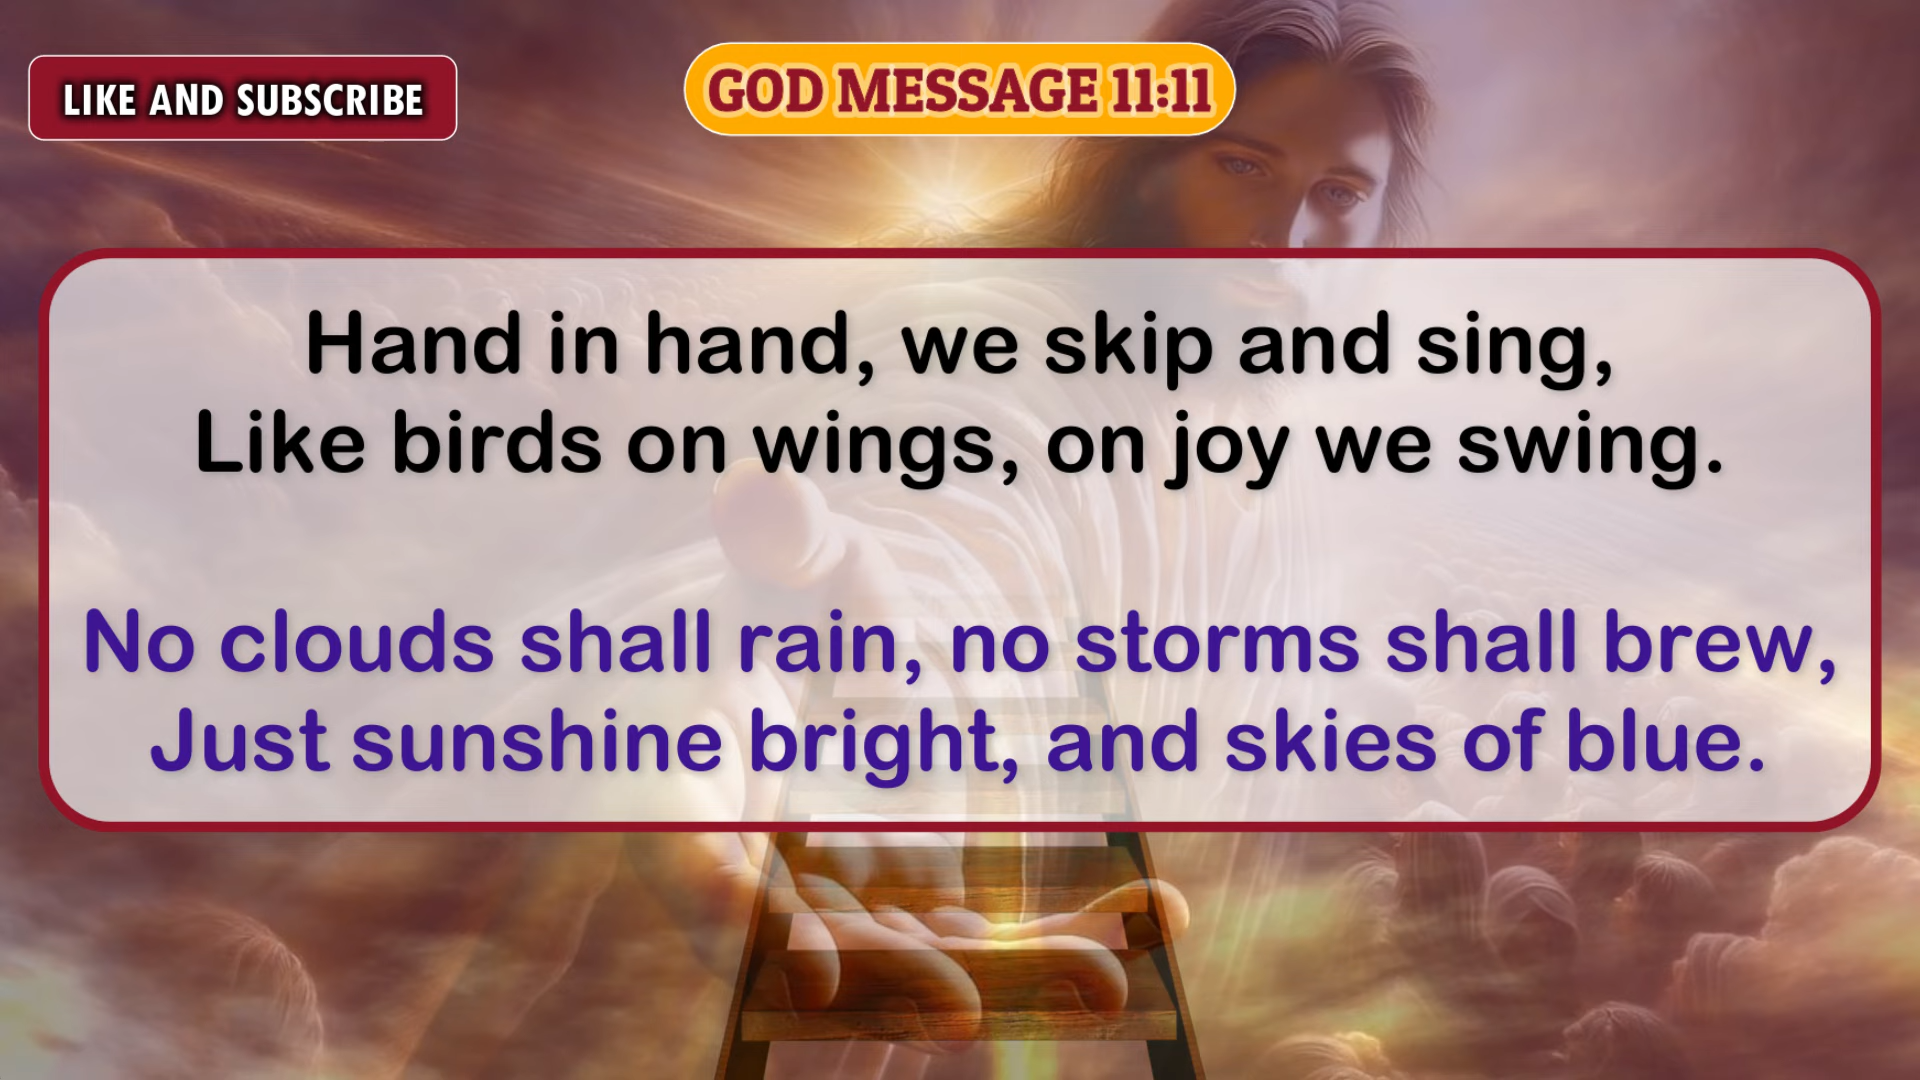 LIKE AND SUBSCRIBE
GOD MESSAGE 11:11
Hand in hand, we skip and sing,
Like birds on wings, on joy we swing.
No clouds shall rain, no storms shall brew,
Just sunshine bright, and skies of blue.